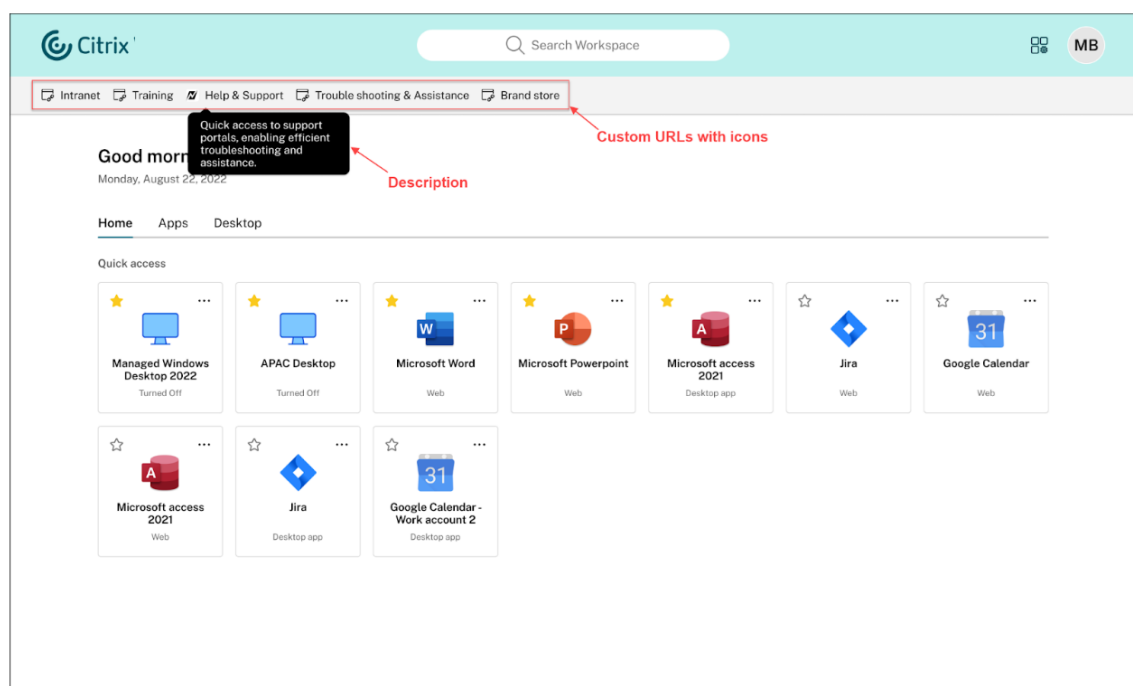 Citrix
Search Workspace
MB
Intranet Training Help & Support Trouble shooting & Assistance Brand store
Quick access to support
portals, enabling efficient
troubleshooting and
assistance.
Custom URLs with icons
Description
Good morn
Monday, August 22, 2022
Home Apps Desktop
Quick access
Managed Windows
Desktop 2022
Turned Off
APAC Desktop
Turned Off
W
Microsoft Word
Web
P
Microsoft Powerpoint
Web
A
Microsoft access
2021
Desktop app
Jira
Web
31
Google Calendar
Web
A
Microsoft access
2021
Web
Jira
Desktop app
31
Google Calendar -
Work account 2
Desktop app